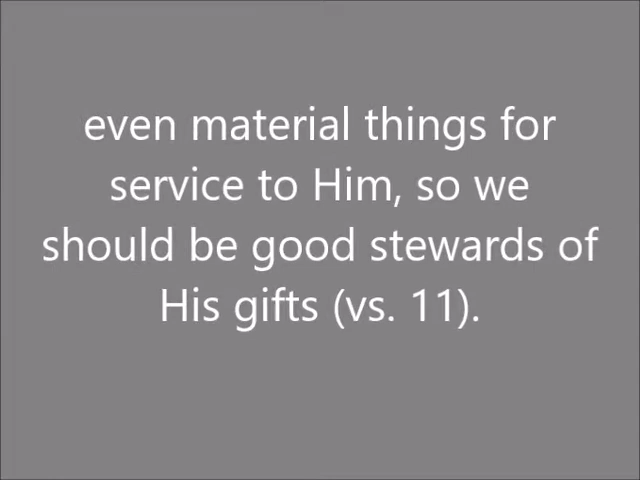 even material things for
service to Him, so we
should be good stewards of
His gifts (vs. 11).